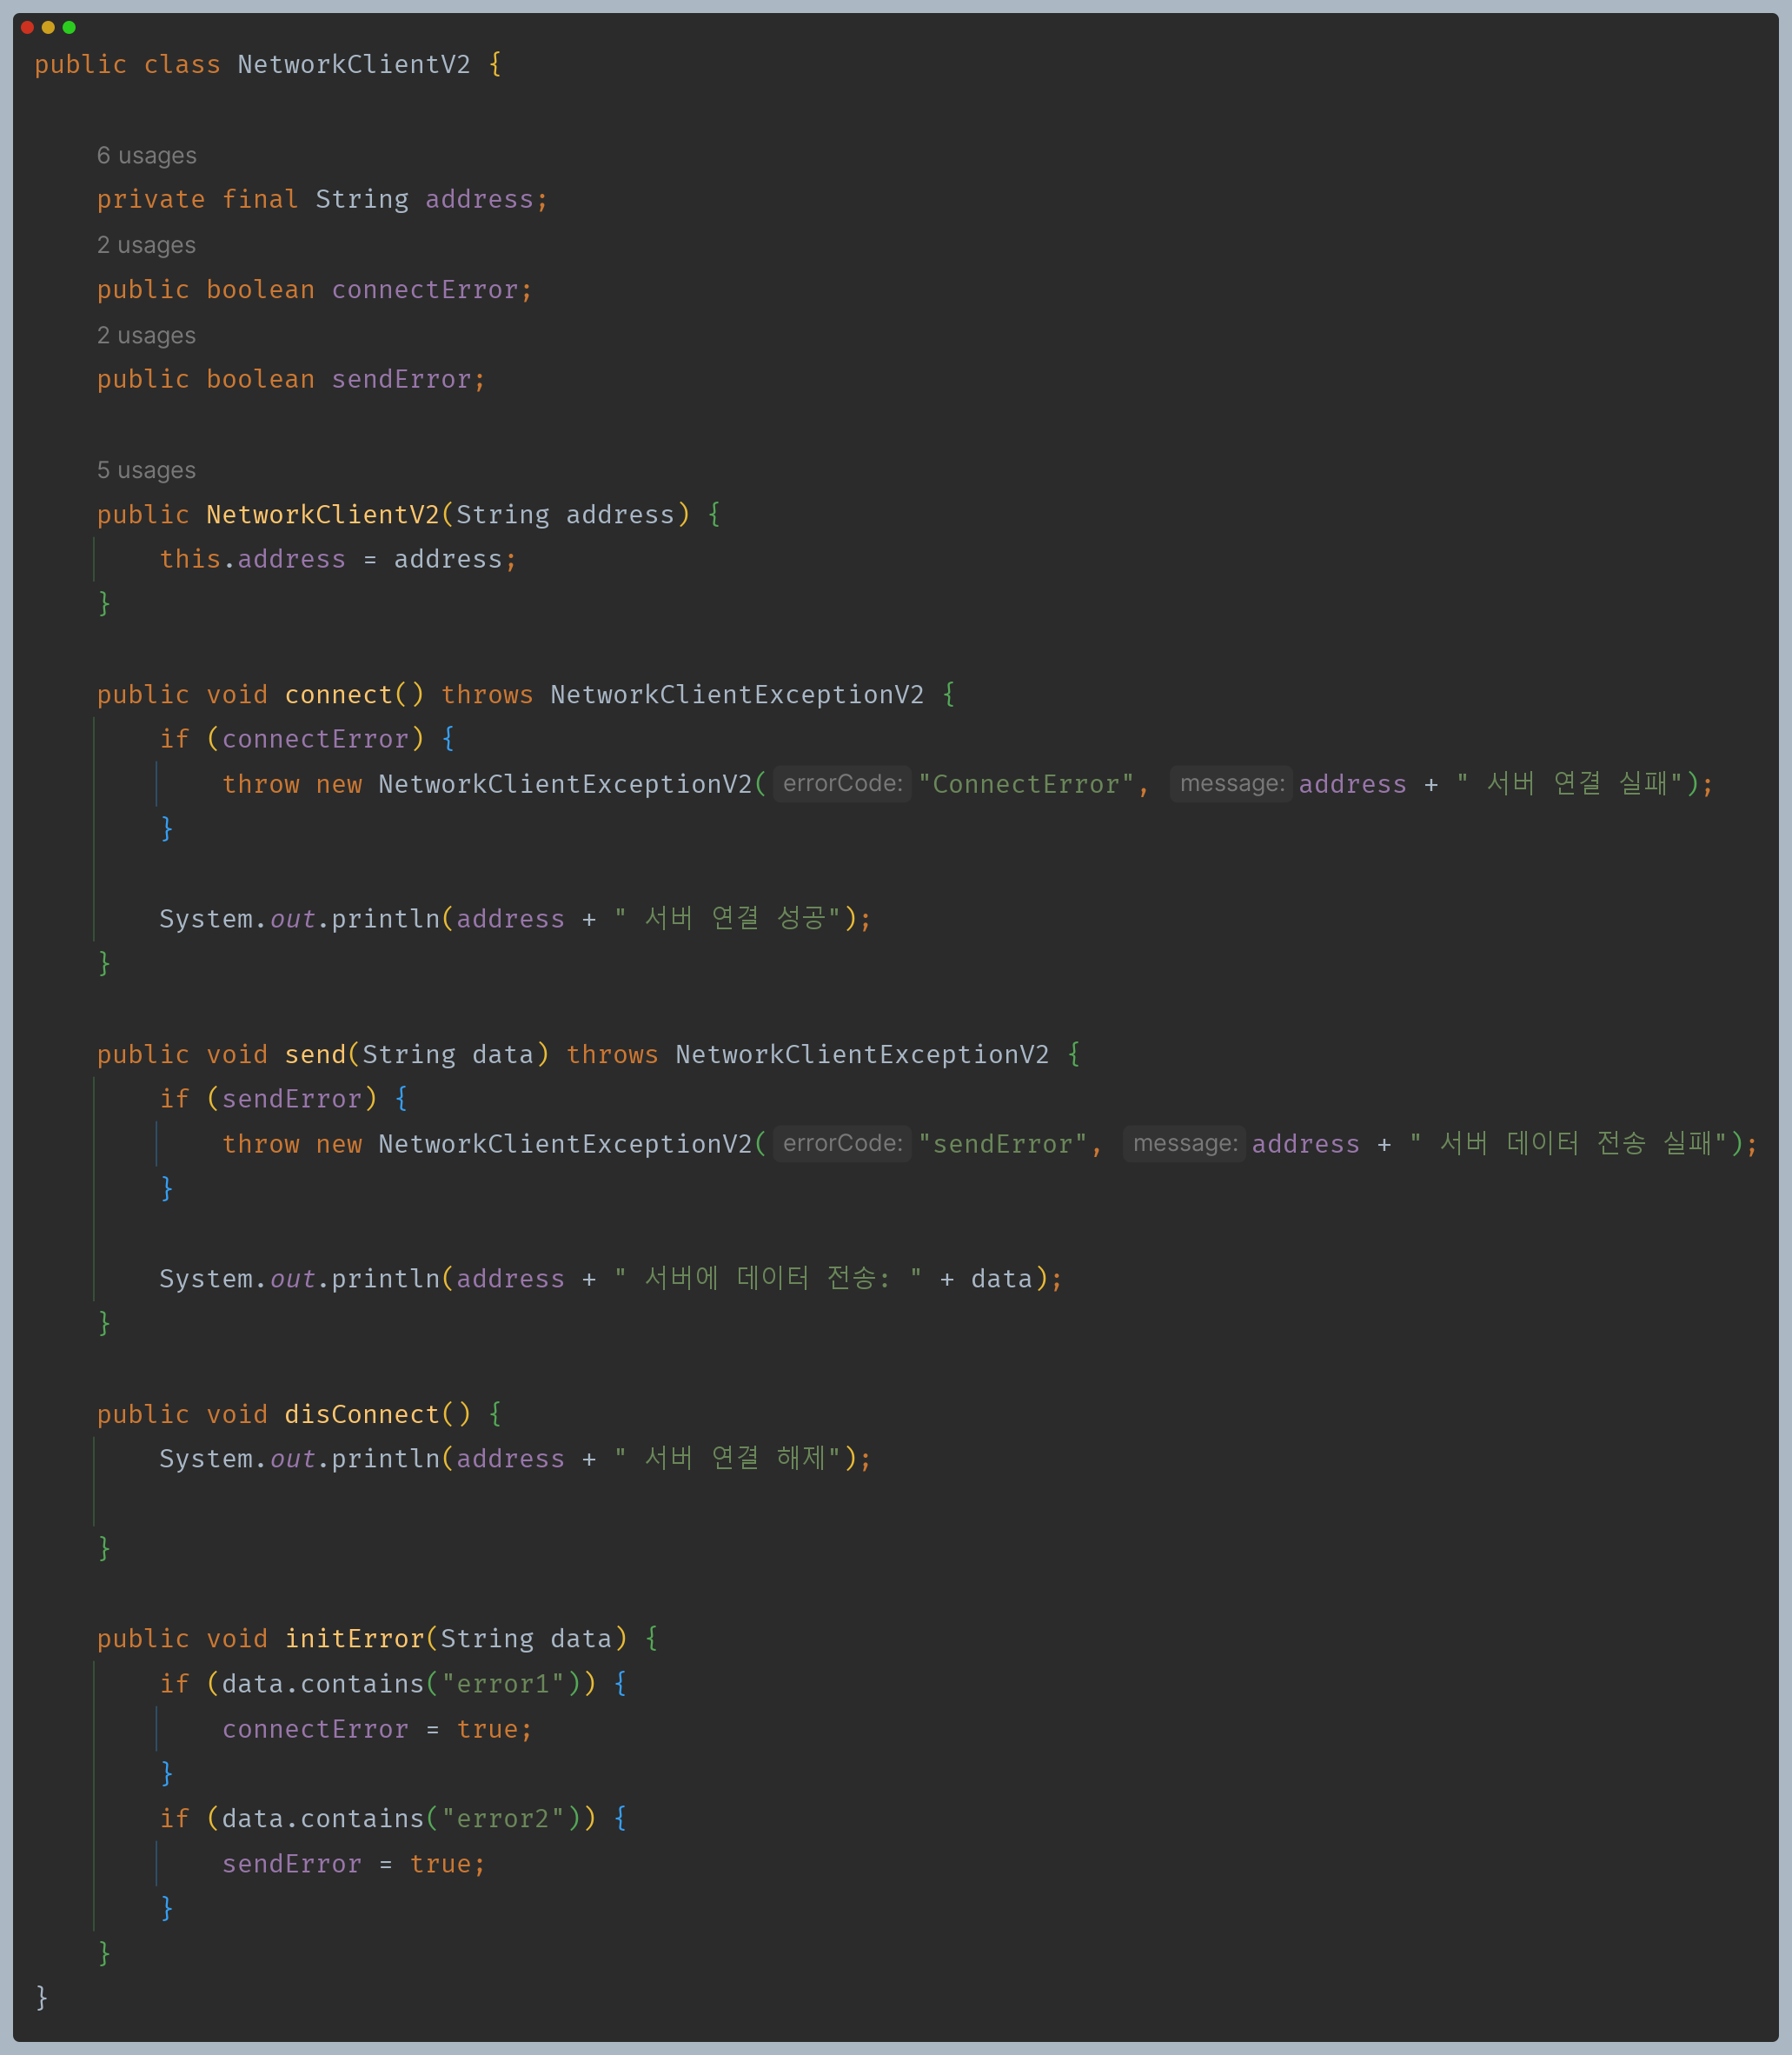 public class NetworkClientV2 {
6 usages
private final String address;
2 usages
public boolean connectError;
2 usages
public boolean sendError;
5 usages
public NetworkClientV2(String address) {
this.address = address;
}
public void connect() throws NetworkClientExceptionV2 {
if (connectError) {
throw new NetworkClientExceptionV2( errorCode: "ConnectError", message: address + " 서버 연결 실패");
}
System.out.println(address + " 서버 연결 성공");
}
public void send(String data) throws NetworkClientExceptionV2 {
if (sendError) {
throw new NetworkClientExceptionV2( errorCode: "sendError", message: address + " 서버 데이터 전송 실패");
}
System.out.println(address + " 서버에 데이터 전송: " + data);
}
public void disConnect() {
System.out.println(address + " 서버 연결 해제");
}
public void initError(String data) {
if (data.contains("error1")) {
connectError = true;
}
if (data.contains("error2")) {
sendError = true;
}
}
}